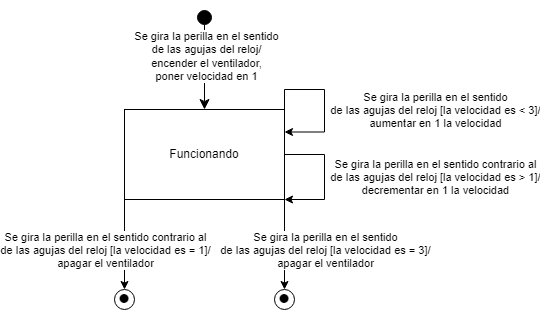 Se gira la perilla en el sentido
de las agujas del reloj/
encender el ventilador,
poner velocidad en 1
Se gira la perilla en el sentido
de las agujas del reloj [la velocidad es < 3]/
aumentar en 1 la velocidad
Funcionando
Se gira la perilla en el sentido contrario al
de las agujas del reloj [la velocidad es > 1]/
decrementar en 1 la velocidad
Se gira la perilla en el sentido contrario al
de las agujas del reloj [la velocidad es = 1]/
apagar el ventilador
Se gira la perilla en el sentido
de las agujas del reloj [la velocidad es = 3]/
apagar el ventilador